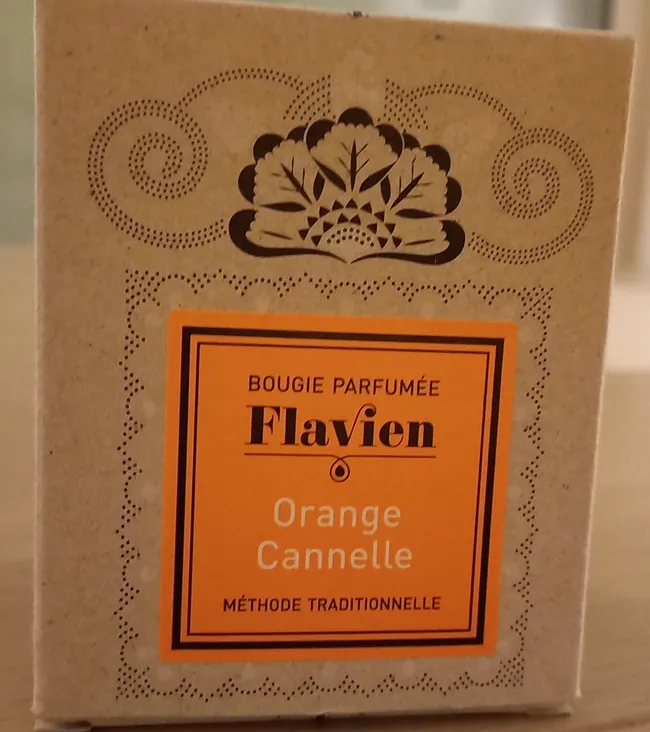 BOUGIE PARFUMÉE
Flavien
Orange
Cannelle
MÉTHODE TRADITIONNELLE